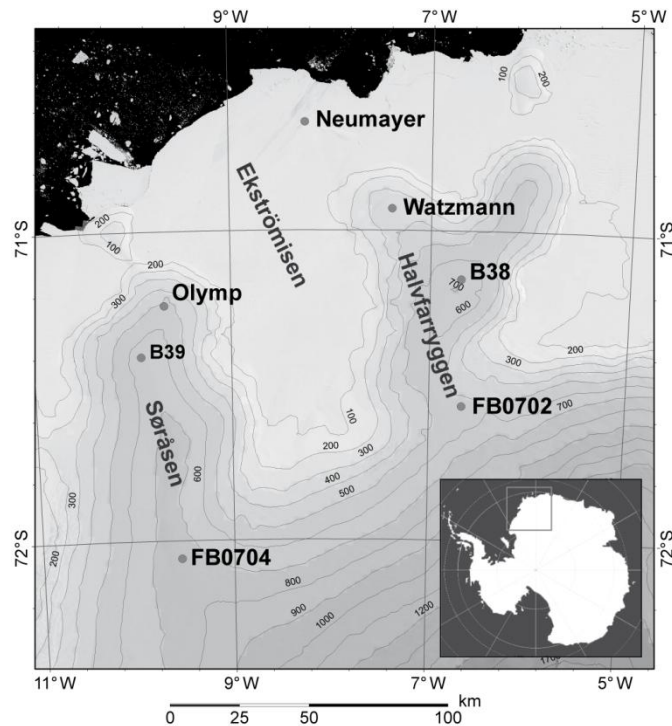 9°W
7°W
5°W
100
200
Neumayer
Ekströmisen
Watzmann
200
100
71°S
71°S
Halvfarryggen
B38
200
700
600
300
Olymp
B39
300
200
100
FB0702
700
Søråsen
200
300
300
600
400
500
200
72°S
72°S
FB0704
800
900
1000
1200
11°W
9°W
7°W
5°W
km
0
25
50
100